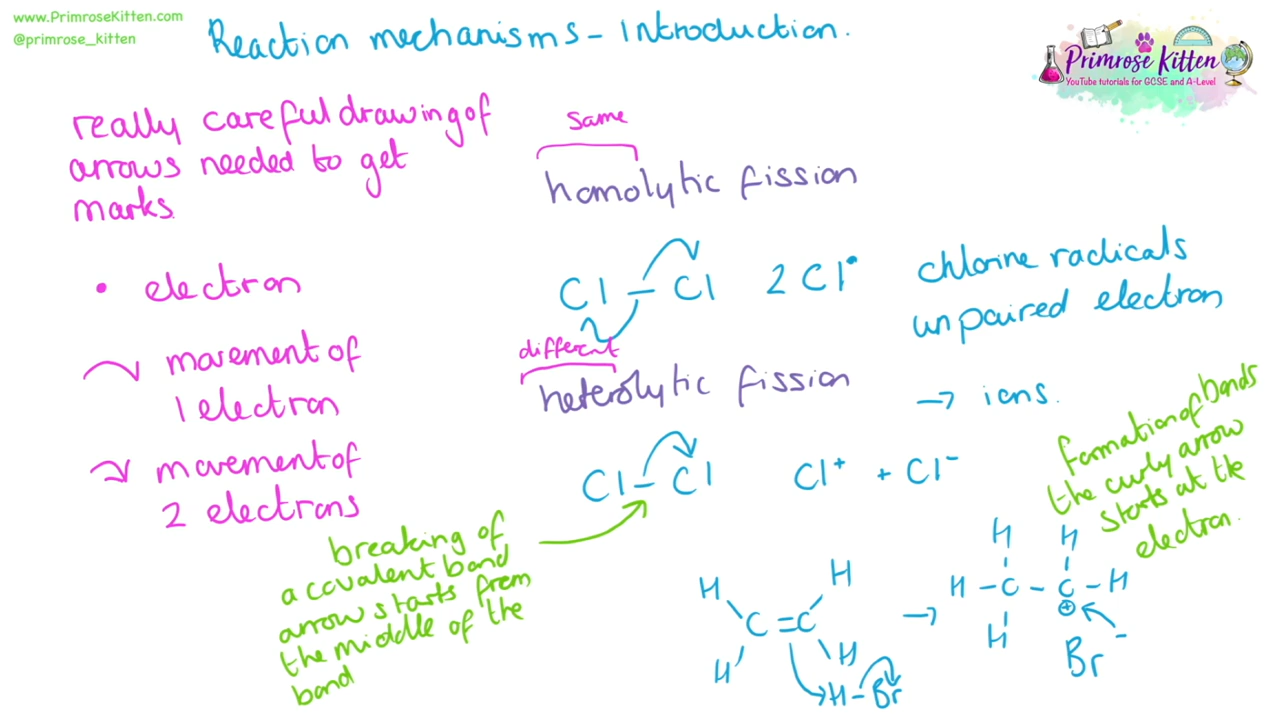 www.PrimroseKitten.com
@primrose_kitten
Reaction mechanisms - Introduction.
Primrose Kitten
YouTube tutorials for GCSE and A-Level
really careful drawing of
arrows needed to get
marks.
• electron
movement of
1 electron
movement of
2 electrons
same
homolytic fission
Cl - Cl 2 Cl•
chlorine radicals
unpaired electron
different
heterolytic fission
→ ions.
Cl - Cl Cl⁺ + Cl⁻
breaking of
a covalent bond
arrow starts from
the middle of the
bond
formation of bonds
the curly arrow
starts at the
electron.
H H
C = C
H H
H - Br
→
H H
H - C - C - H
H ⊕
Br⁻